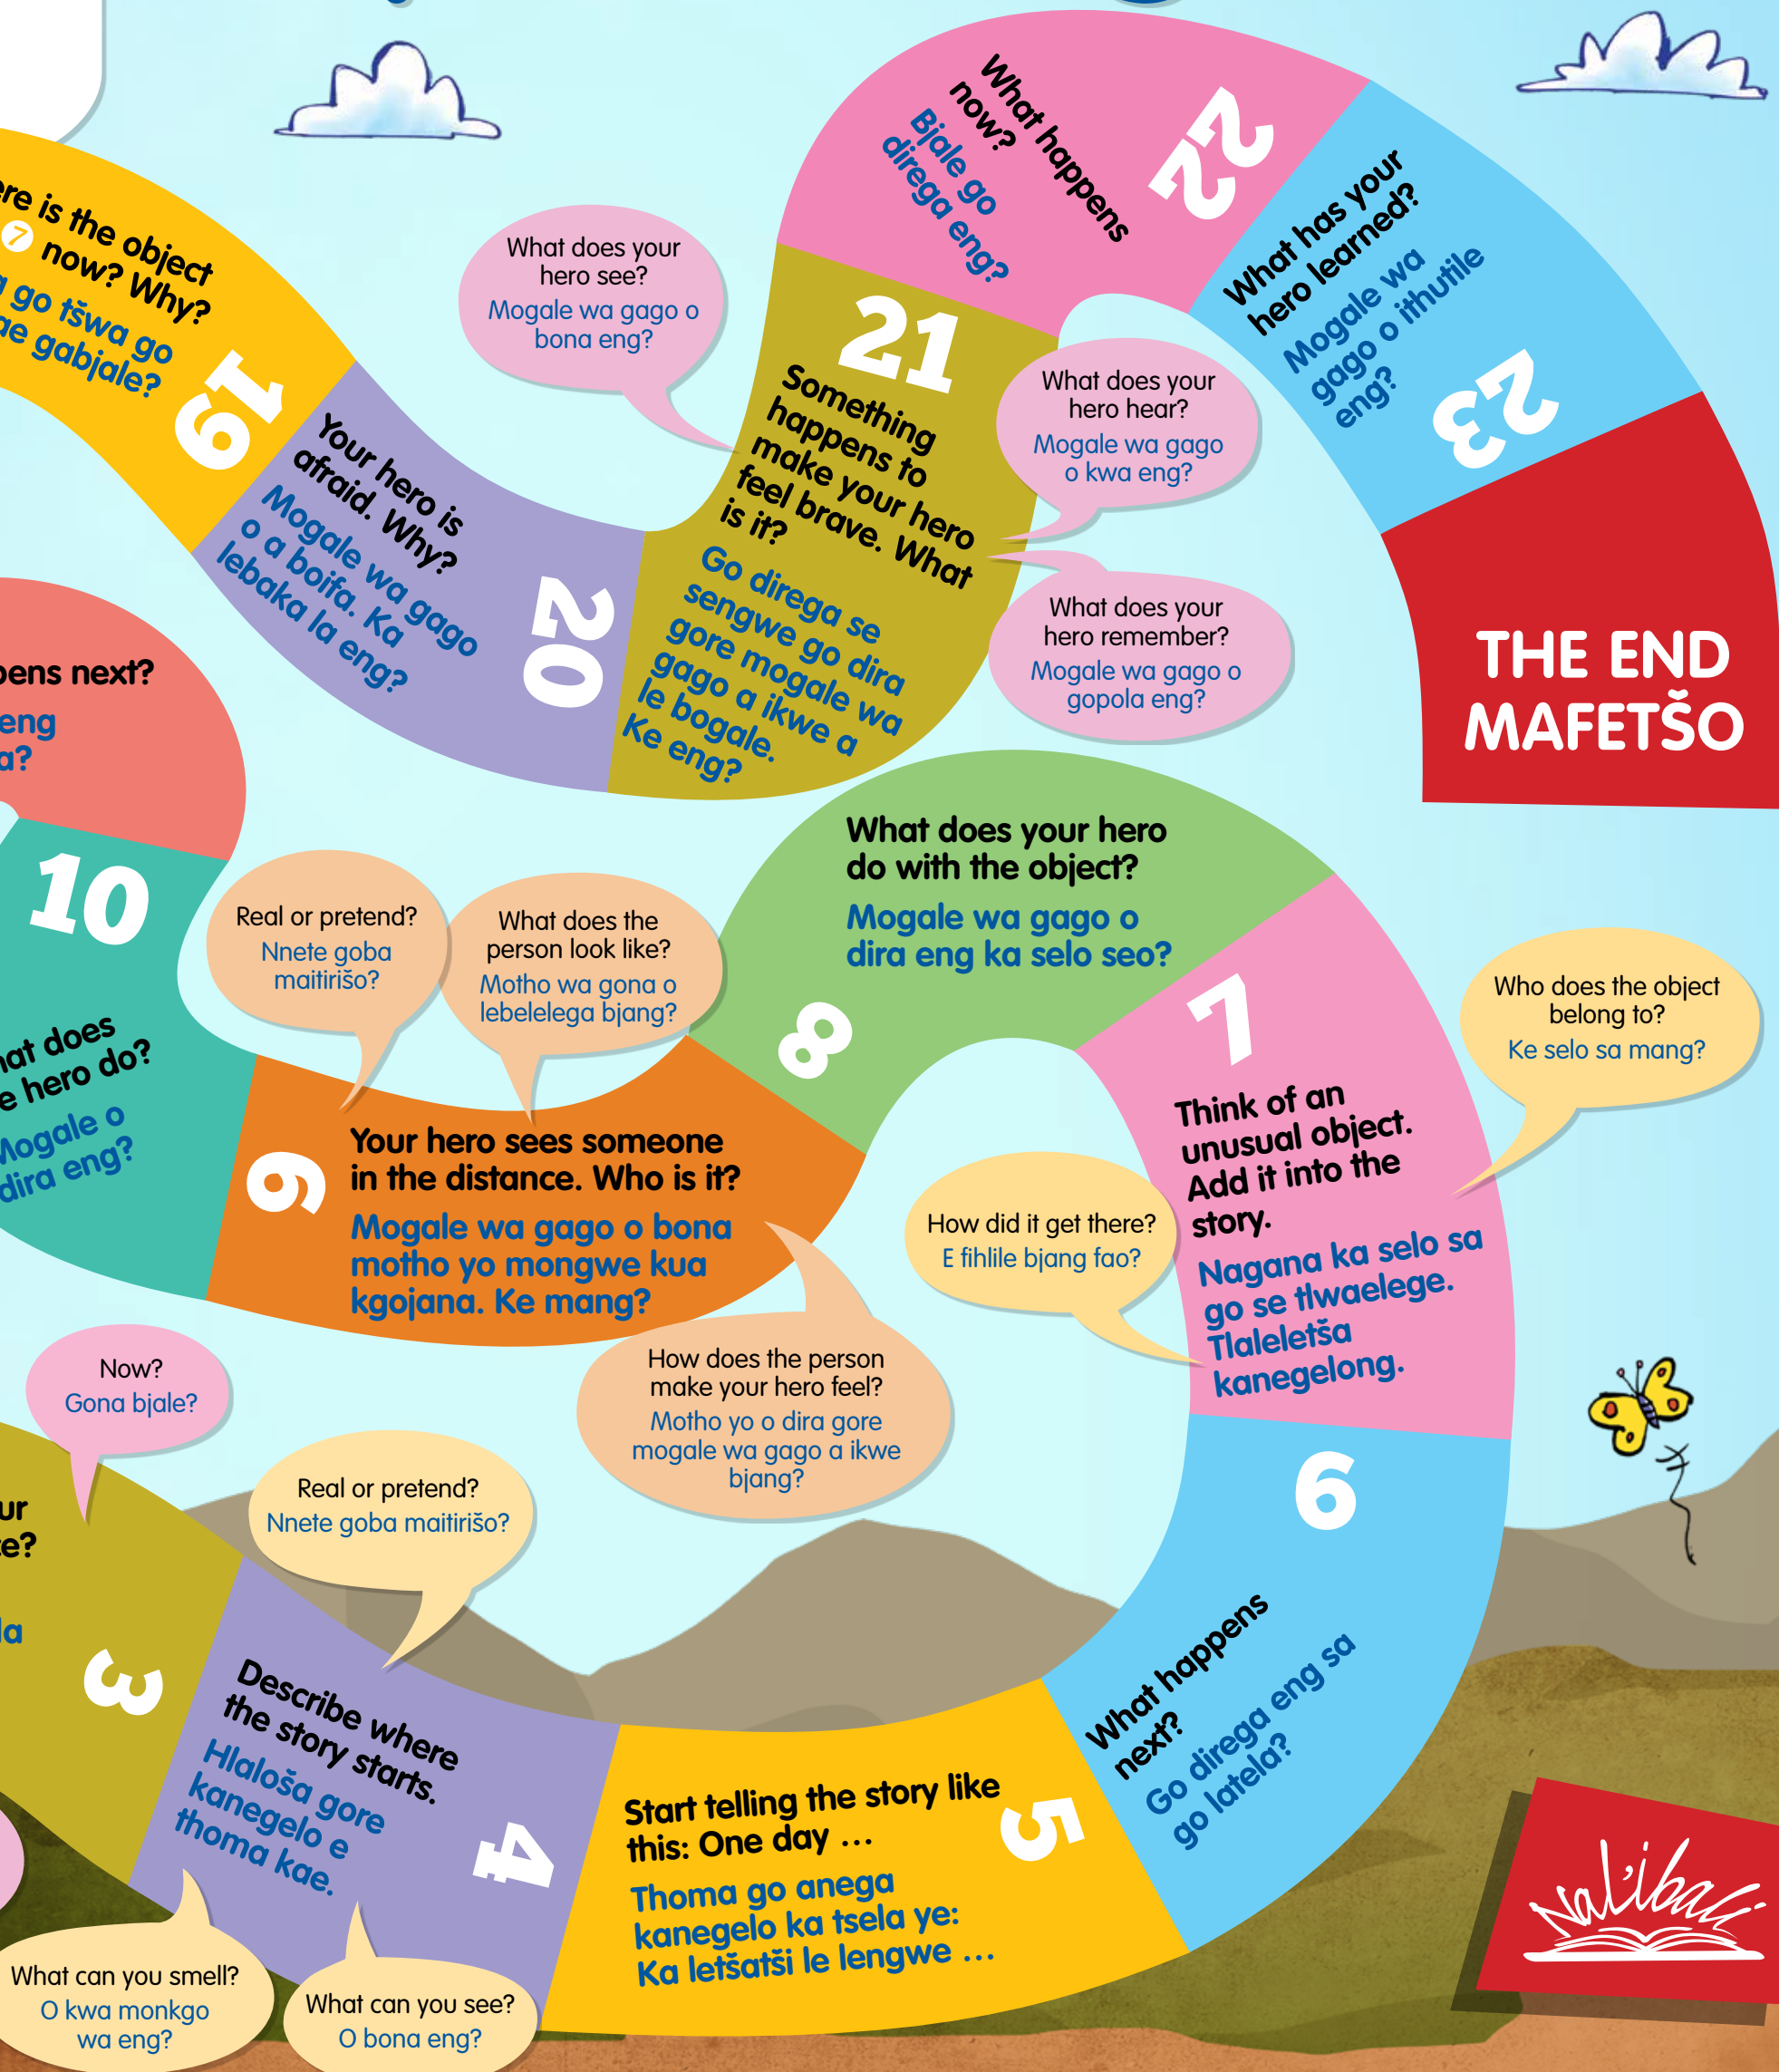 ur
e?
la
3
Now?
Gona bjale?
Describe where
the story starts.
Hlaloša gore
kanegelo e
thoma kae.
4
Real or pretend?
Nnete goba maitirišo?
What can you smell?
O kwa monkgo
wa eng?
What can you see?
O bona eng?
Start telling the story like
this: One day …
Thoma go anega
kanegelo ka tsela ye:
Ka letšatši le lengwe …
5
What happens
next?
Go direga eng sa
go latela?
6
7
Think of an
unusual object.
Add it into the
story.
Nagana ka selo sa
go se tlwaelege.
Tlaleletša
kanegelong.
Who does the object
belong to?
Ke selo sa mang?
How did it get there?
E fihlile bjang fao?
What does your hero
do with the object?
Mogale wa gago o
dira eng ka selo seo?
8
Your hero sees someone
in the distance. Who is it?
Mogale wa gago o bona
motho yo mongwe kua
kgojana. Ke mang?
9
Real or pretend?
Nnete goba
maitirišo?
What does the
person look like?
Motho wa gona o
lebelelega bjang?
How does the person
make your hero feel?
Motho yo o dira gore
mogale wa gago a ikwe
bjang?
10
hat does
e hero do?
Mogale o
dira eng?
pens next?
eng
a?
ere is the object
7 now? Why?
go tšwa go
ae gabjale?
19
Your hero is
afraid. Why?
Mogale wa gago
o a boifa. Ka
lebaka la eng?
20
21
Something
happens to
make your hero
feel brave. What
is it?
Go direga se
sengwe go dira
gore mogale wa
gago a ikwe a
le bogale.
Ke eng?
What does your
hero see?
Mogale wa gago o
bona eng?
What does your
hero hear?
Mogale wa gago
o kwa eng?
What does your
hero remember?
Mogale wa gago o
gopola eng?
What happens
now?
Bjale go
direga eng?
22
What has your
hero learned?
Mogale wa
gago o ithutile
eng?
23
THE END
MAFETŠO
Nal'ibali